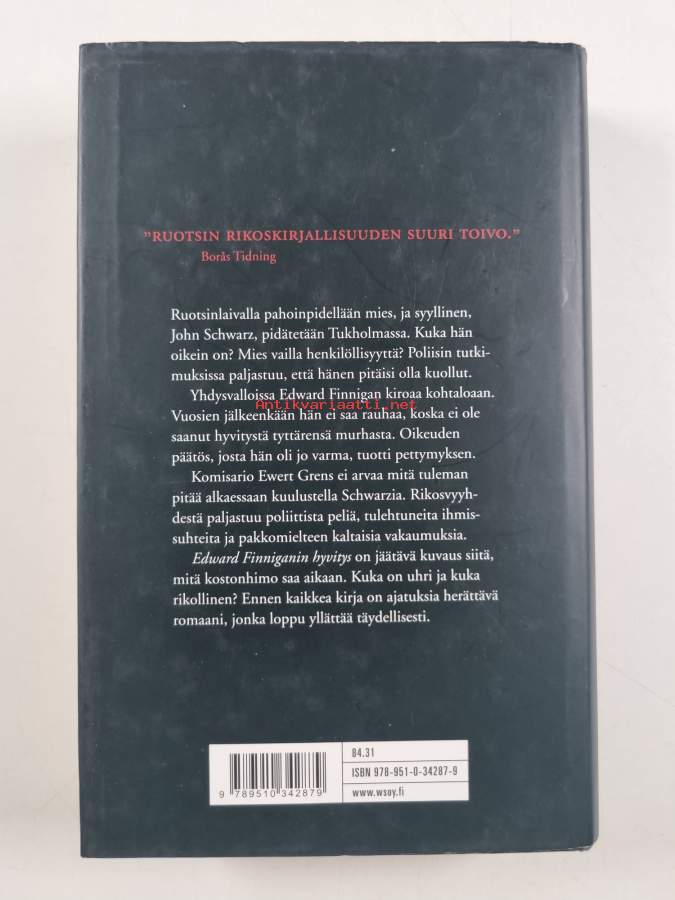 ”RUOTSIN RIKOSKIRJALLISUUDEN SUURI TOIVO.”
Borås Tidning
Ruotsinlaivalla pahoinpidellään mies, ja syyllinen,
John Schwarz, pidätetään Tukholmassa. Kuka hän
oikein on? Mies vailla henkilöllisyyttä? Poliisin tutki-
muksissa paljastuu, että hänen pitäisi olla kuollut.
Yhdysvalloissa Edward Finnigan kiroaa kohtaloaan.
Antikvariaatti.net
Vuosien jälkeenkään hän ei saa rauhaa, koska ei ole
saanut hyvitystä tyttärensä murhasta. Oikeuden
päätös, josta hän oli jo varma, tuotti pettymyksen.
Komisario Ewert Grens ei arvaa mitä tuleman
pitää alkaessaan kuulustella Schwarzia. Rikosvyyh-
destä paljastuu poliittista peliä, tulehtuneita ihmis-
suhteita ja pakkomielteen kaltaisia vakaumuksia.
Edward Finniganin hyvitys on jäätävä kuvaus siitä,
mitä kostonhimo saa aikaan. Kuka on uhri ja kuka
rikollinen? Ennen kaikkea kirja on ajatuksia herättävä
romaani, jonka loppu yllättää täydellisesti.
84.31
ISBN 978-951-0-34287-9
www.wsoy.fi
9 789510 342879